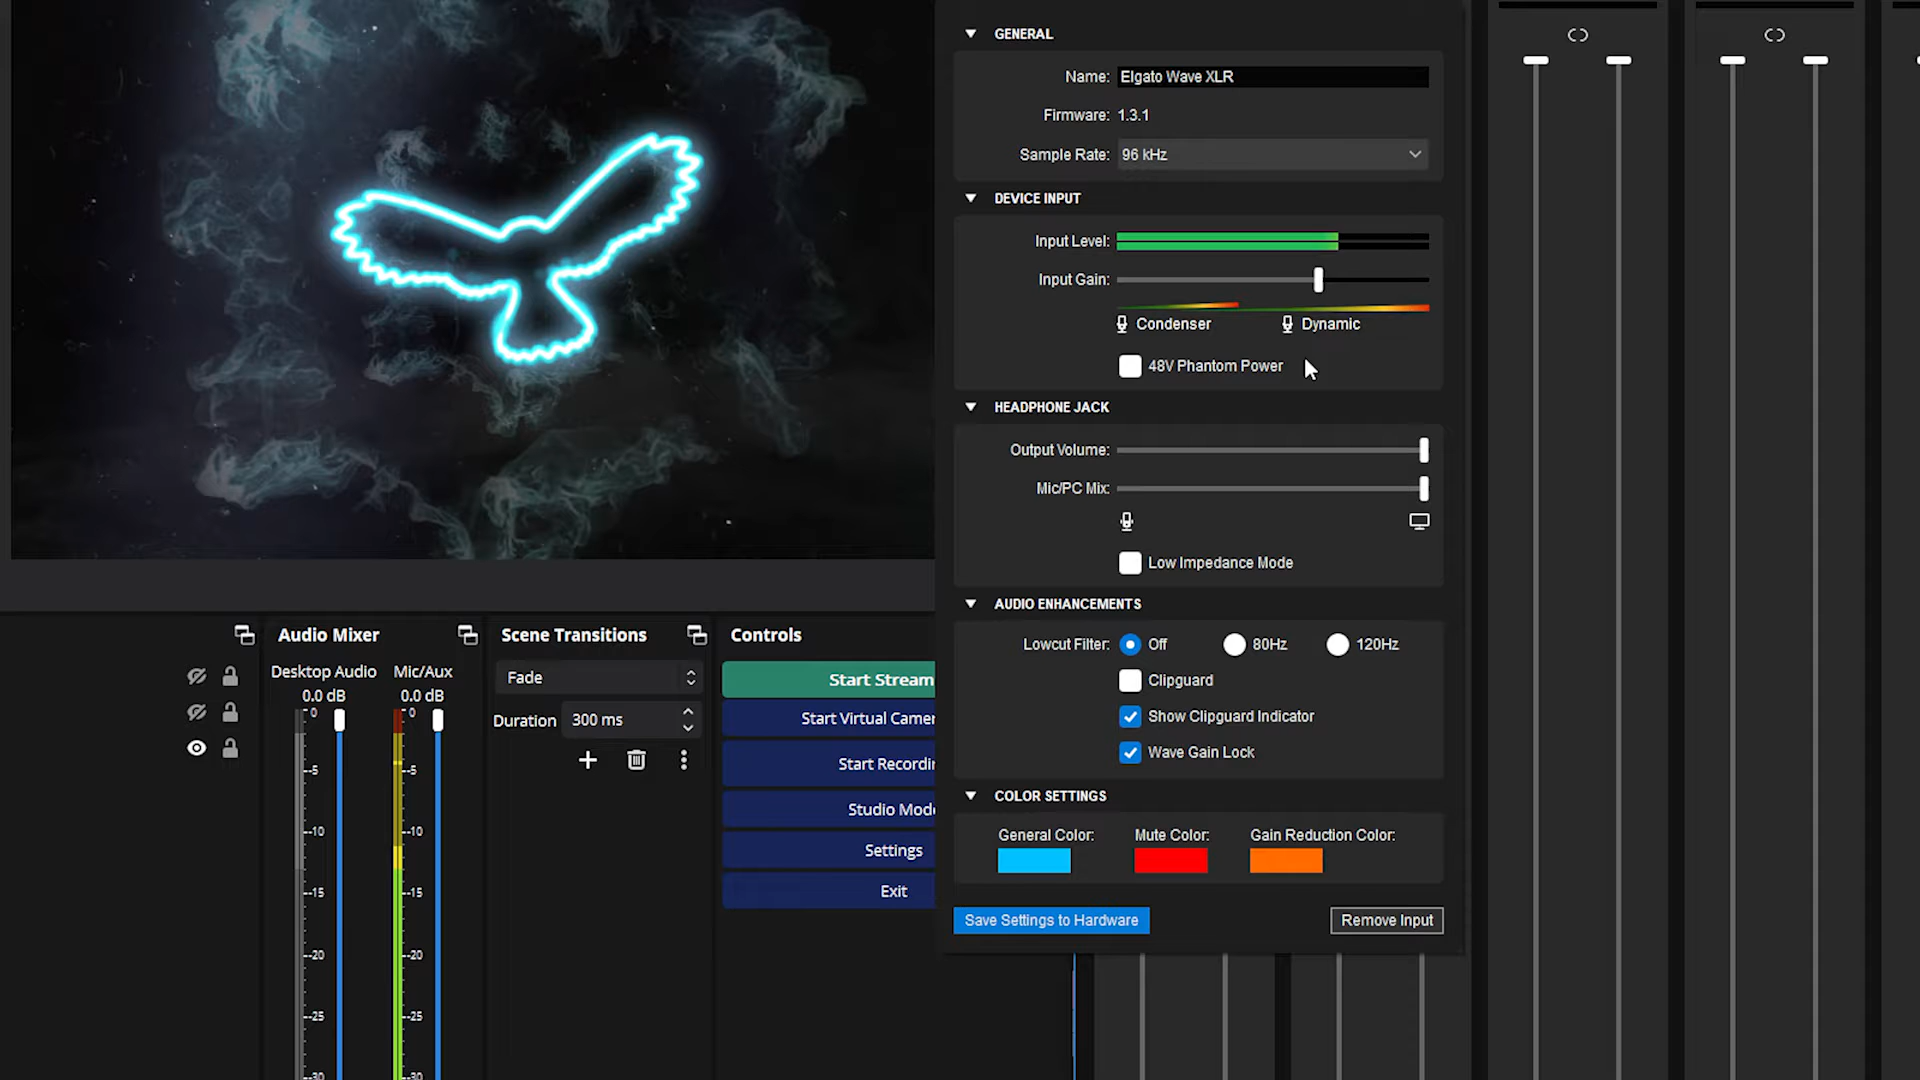 GENERAL
Name: Elgato Wave XLR
Firmware: 1.3.1
Sample Rate: 96 kHz
DEVICE INPUT
Input Level:
Input Gain:
Condenser
Dynamic
48V Phantom Power
HEADPHONE JACK
Output Volume:
Mic/PC Mix:
Low Impedance Mode
AUDIO ENHANCEMENTS
Lowcut Filter: Off 80Hz 120Hz
Clipguard
Show Clipguard Indicator
Wave Gain Lock
COLOR SETTINGS
General Color: Mute Color: Gain Reduction Color:
Save Settings to Hardware
Remove Input
Audio Mixer
Desktop Audio
0.0 dB
0
-5
-10
-15
-20
-25
-30
Mic/Aux
0.0 dB
0
-5
-10
-15
-20
-25
-30
Scene Transitions
Fade
Duration 300 ms
Controls
Start Stream
Start Virtual Camer
Start Recordin
Studio Mod
Settings
Exit